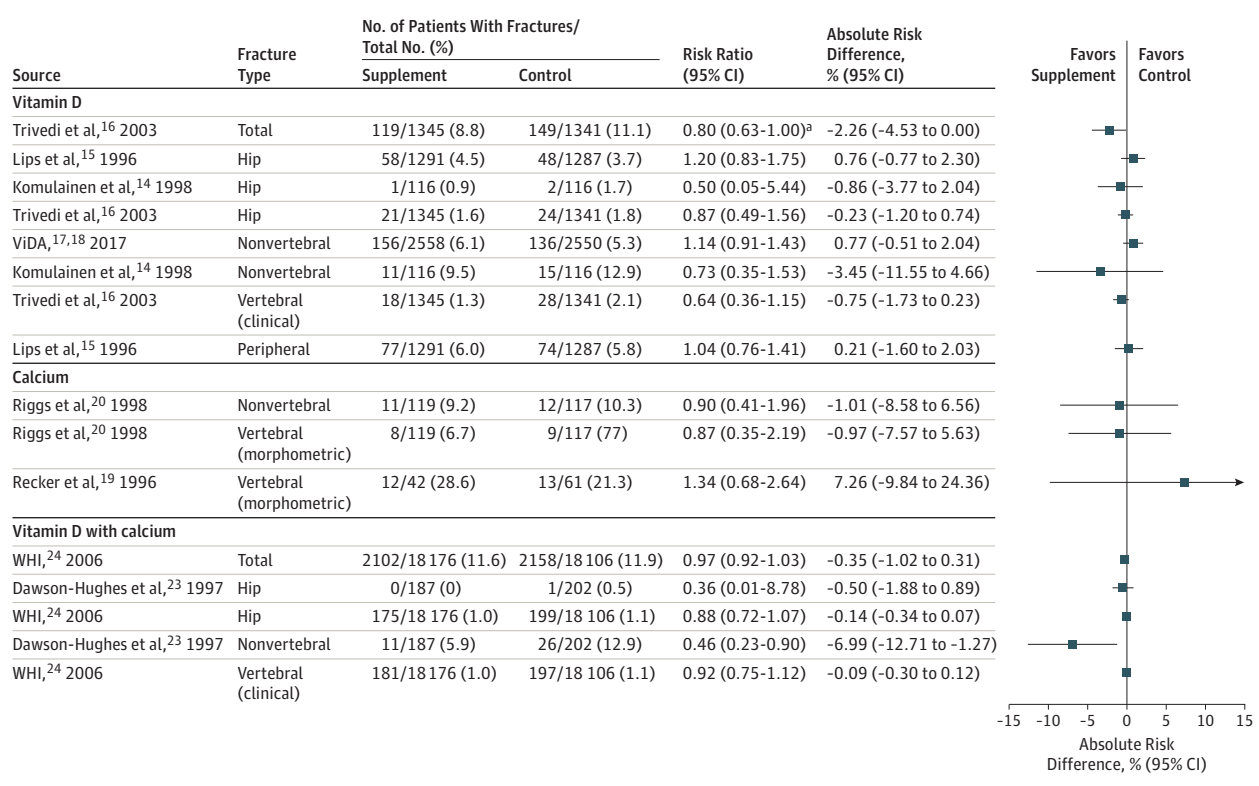 No. of Patients With Fractures/
Total No. (%)
Source Fracture Type Supplement Control Risk Ratio (95% CI) Absolute Risk Difference, % (95% CI) Favors Supplement Favors Control
Vitamin D
Trivedi et al,16 2003 Total 119/1345 (8.8) 149/1341 (11.1) 0.80 (0.63-1.00)a -2.26 (-4.53 to 0.00)
Lips et al,15 1996 Hip 58/1291 (4.5) 48/1287 (3.7) 1.20 (0.83-1.75) 0.76 (-0.77 to 2.30)
Komulainen et al,14 1998 Hip 1/116 (0.9) 2/116 (1.7) 0.50 (0.05-5.44) -0.86 (-3.77 to 2.04)
Trivedi et al,16 2003 Hip 21/1345 (1.6) 24/1341 (1.8) 0.87 (0.49-1.56) -0.23 (-1.20 to 0.74)
ViDA,17,18 2017 Nonvertebral 156/2558 (6.1) 136/2550 (5.3) 1.14 (0.91-1.43) 0.77 (-0.51 to 2.04)
Komulainen et al,14 1998 Nonvertebral 11/116 (9.5) 15/116 (12.9) 0.73 (0.35-1.53) -3.45 (-11.55 to 4.66)
Trivedi et al,16 2003 Vertebral 18/1345 (1.3) 28/1341 (2.1) 0.64 (0.36-1.15) -0.75 (-1.73 to 0.23)
(clinical)
Lips et al,15 1996 Peripheral 77/1291 (6.0) 74/1287 (5.8) 1.04 (0.76-1.41) 0.21 (-1.60 to 2.03)
Calcium
Riggs et al,20 1998 Nonvertebral 11/119 (9.2) 12/117 (10.3) 0.90 (0.41-1.96) -1.01 (-8.58 to 6.56)
Riggs et al,20 1998 Vertebral 8/119 (6.7) 9/117 (77) 0.87 (0.35-2.19) -0.97 (-7.57 to 5.63)
(morphometric)
Recker et al,19 1996 Vertebral 12/42 (28.6) 13/61 (21.3) 1.34 (0.68-2.64) 7.26 (-9.84 to 24.36)
(morphometric)
Vitamin D with calcium
WHI,24 2006 Total 2102/18 176 (11.6) 2158/18 106 (11.9) 0.97 (0.92-1.03) -0.35 (-1.02 to 0.31)
Dawson-Hughes et al,23 1997 Hip 0/187 (0) 1/202 (0.5) 0.36 (0.01-8.78) -0.50 (-1.88 to 0.89)
WHI,24 2006 Hip 175/18 176 (1.0) 199/18 106 (1.1) 0.88 (0.72-1.07) -0.14 (-0.34 to 0.07)
Dawson-Hughes et al,23 1997 Nonvertebral 11/187 (5.9) 26/202 (12.9) 0.46 (0.23-0.90) -6.99 (-12.71 to -1.27)
WHI,24 2006 Vertebral 181/18 176 (1.0) 197/18 106 (1.1) 0.92 (0.75-1.12) -0.09 (-0.30 to 0.12)
(clinical)
-15 -10 -5 0 5 10 15
Absolute Risk
Difference, % (95% CI)